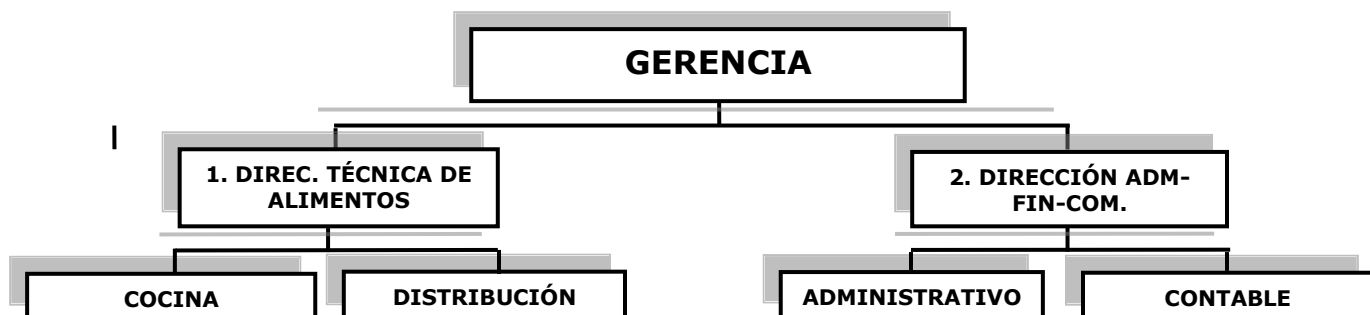 GERENCIA
1. DIREC. TÉCNICA DE
ALIMENTOS
2. DIRECCIÓN ADM-
FIN-COM.
COCINA
DISTRIBUCIÓN
ADMINISTRATIVO
CONTABLE